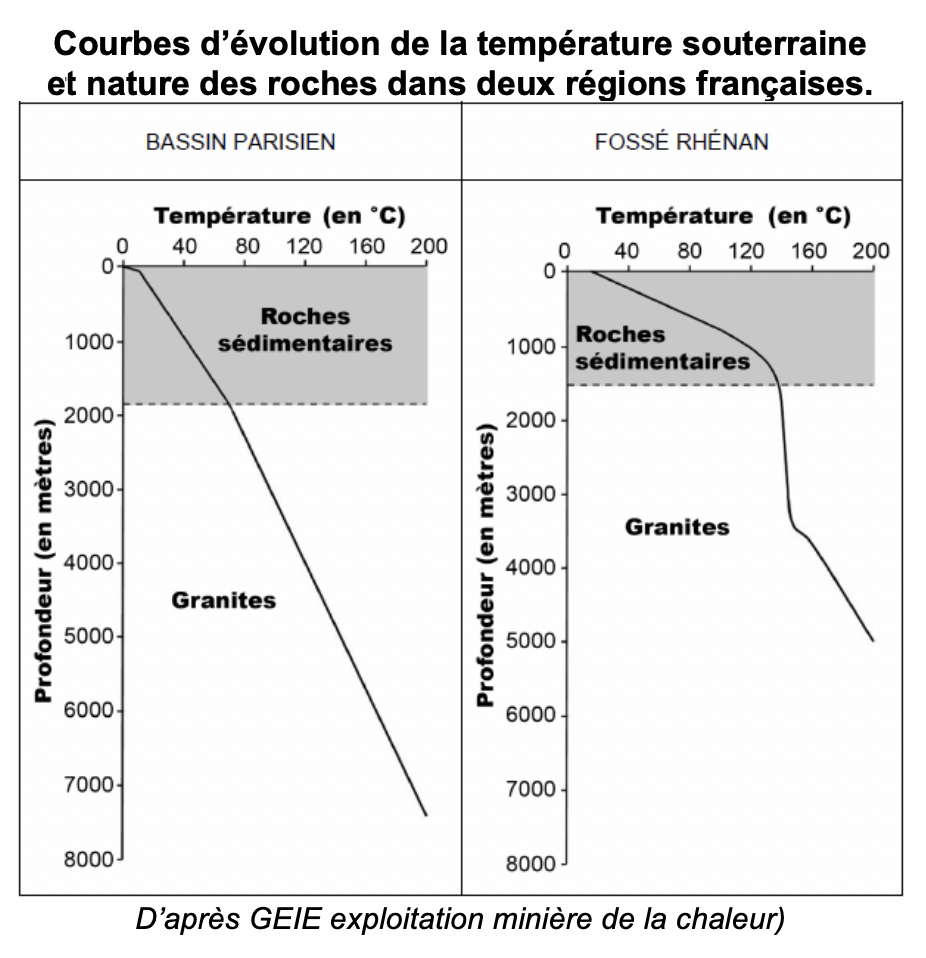 Courbes d'évolution de la température souterraine
et nature des roches dans deux régions françaises.
BASSIN PARISIEN
FOSSÉ RHÉNAN
Température (en °C)
0 40 80 120 160 200
0
1000
2000
3000
4000
5000
6000
7000
8000
Profondeur (en mètres)
Roches
sédimentaires
Granites
Température (en °C)
0 40 80 120 160 200
0
1000
2000
3000
4000
5000
6000
7000
8000
Profondeur (en mètres)
Roches
sédimentaires
Granites
D'après GEIE exploitation minière de la chaleur)